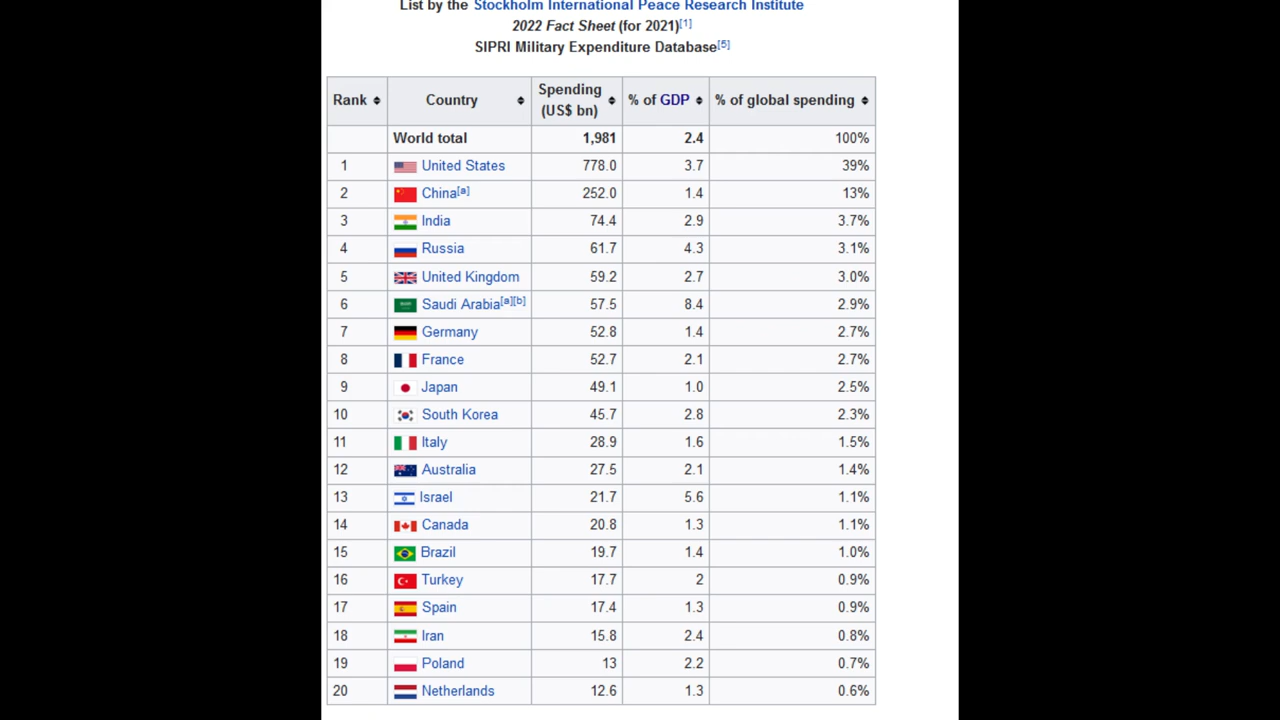 List by the Stockholm International Peace Research Institute
2022 Fact Sheet (for 2021)[1]
SIPRI Military Expenditure Database[5]
Rank Country Spending (US$ bn) % of GDP % of global spending
World total 1,981 2.4 100%
1 United States 778.0 3.7 39%
2 China[a] 252.0 1.4 13%
3 India 74.4 2.9 3.7%
4 Russia 61.7 4.3 3.1%
5 United Kingdom 59.2 2.7 3.0%
6 Saudi Arabia[a][b] 57.5 8.4 2.9%
7 Germany 52.8 1.4 2.7%
8 France 52.7 2.1 2.7%
9 Japan 49.1 1.0 2.5%
10 South Korea 45.7 2.8 2.3%
11 Italy 28.9 1.6 1.5%
12 Australia 27.5 2.1 1.4%
13 Israel 21.7 5.6 1.1%
14 Canada 20.8 1.3 1.1%
15 Brazil 19.7 1.4 1.0%
16 Turkey 17.7 2 0.9%
17 Spain 17.4 1.3 0.9%
18 Iran 15.8 2.4 0.8%
19 Poland 13 2.2 0.7%
20 Netherlands 12.6 1.3 0.6%